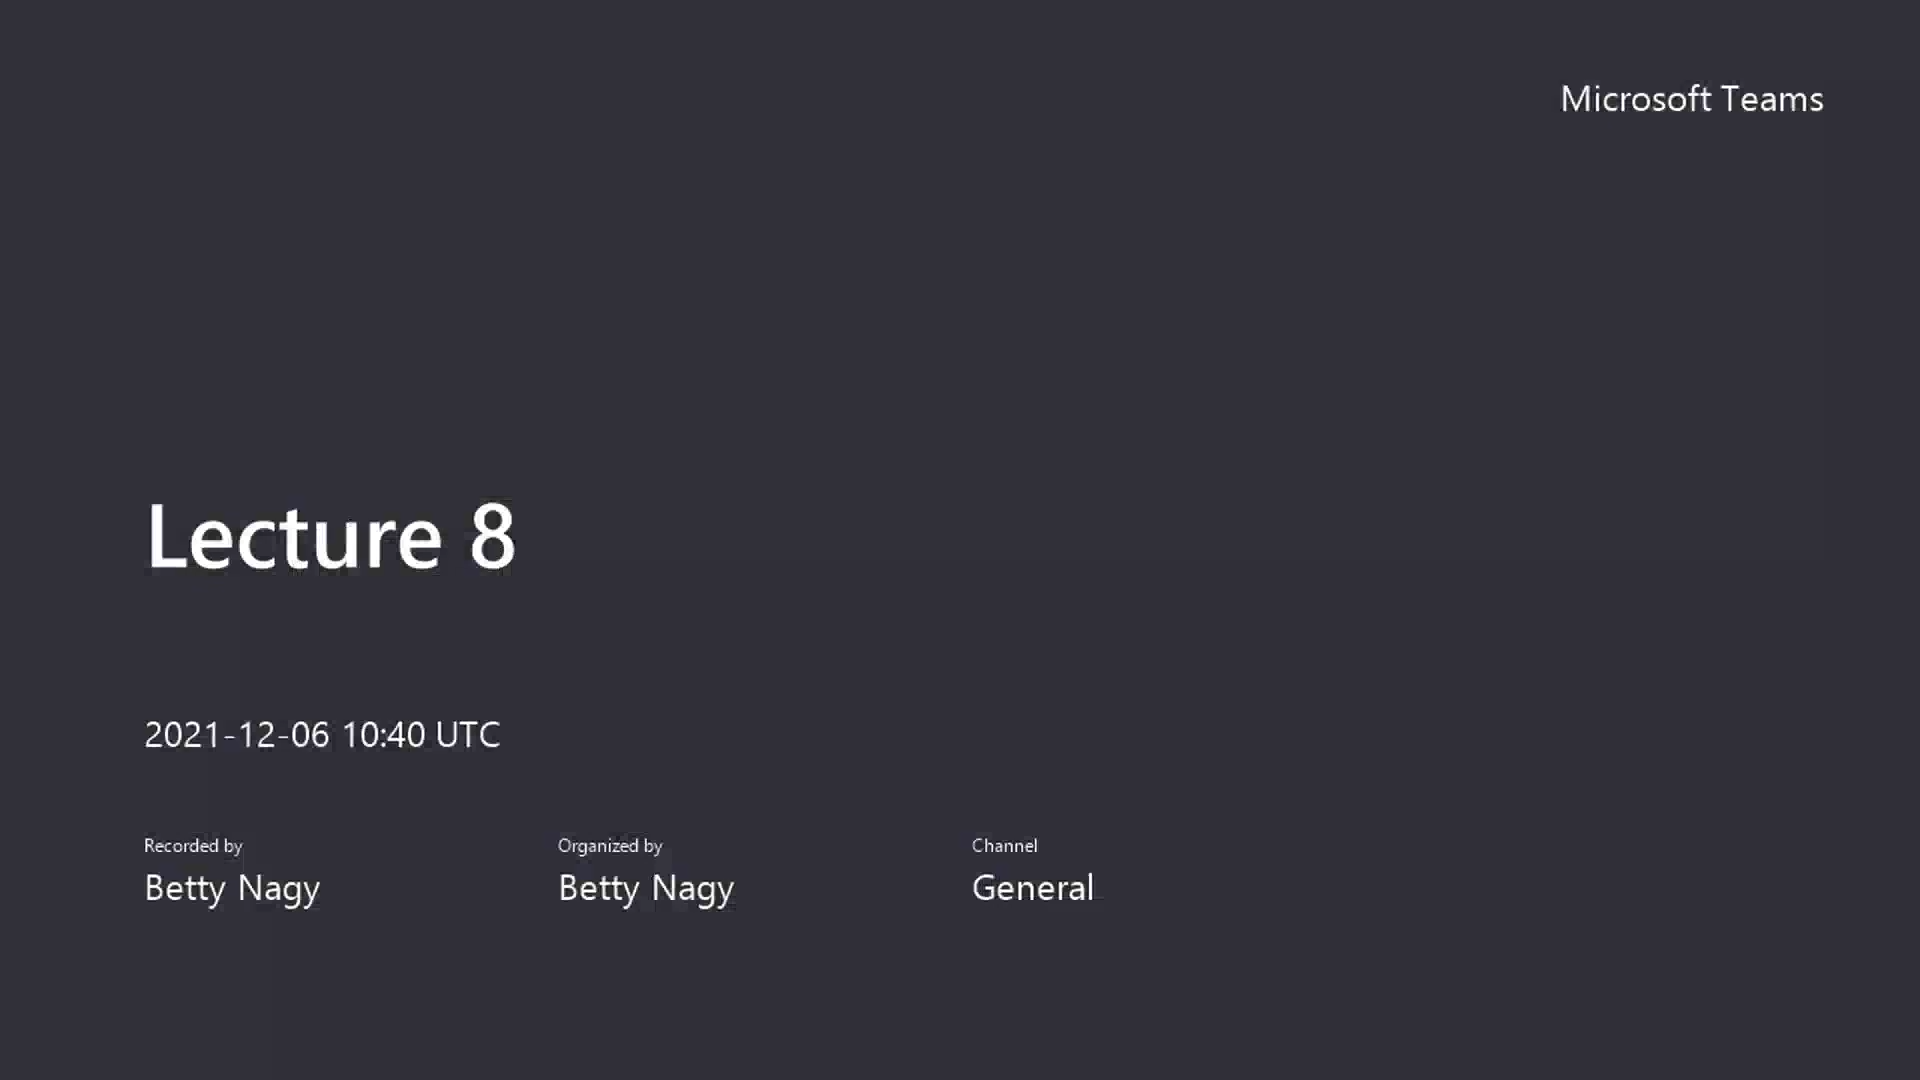 Microsoft Teams
Lecture 8
2021-12-06 10:40 UTC
Recorded by
Betty Nagy
Organized by
Betty Nagy
Channel
General